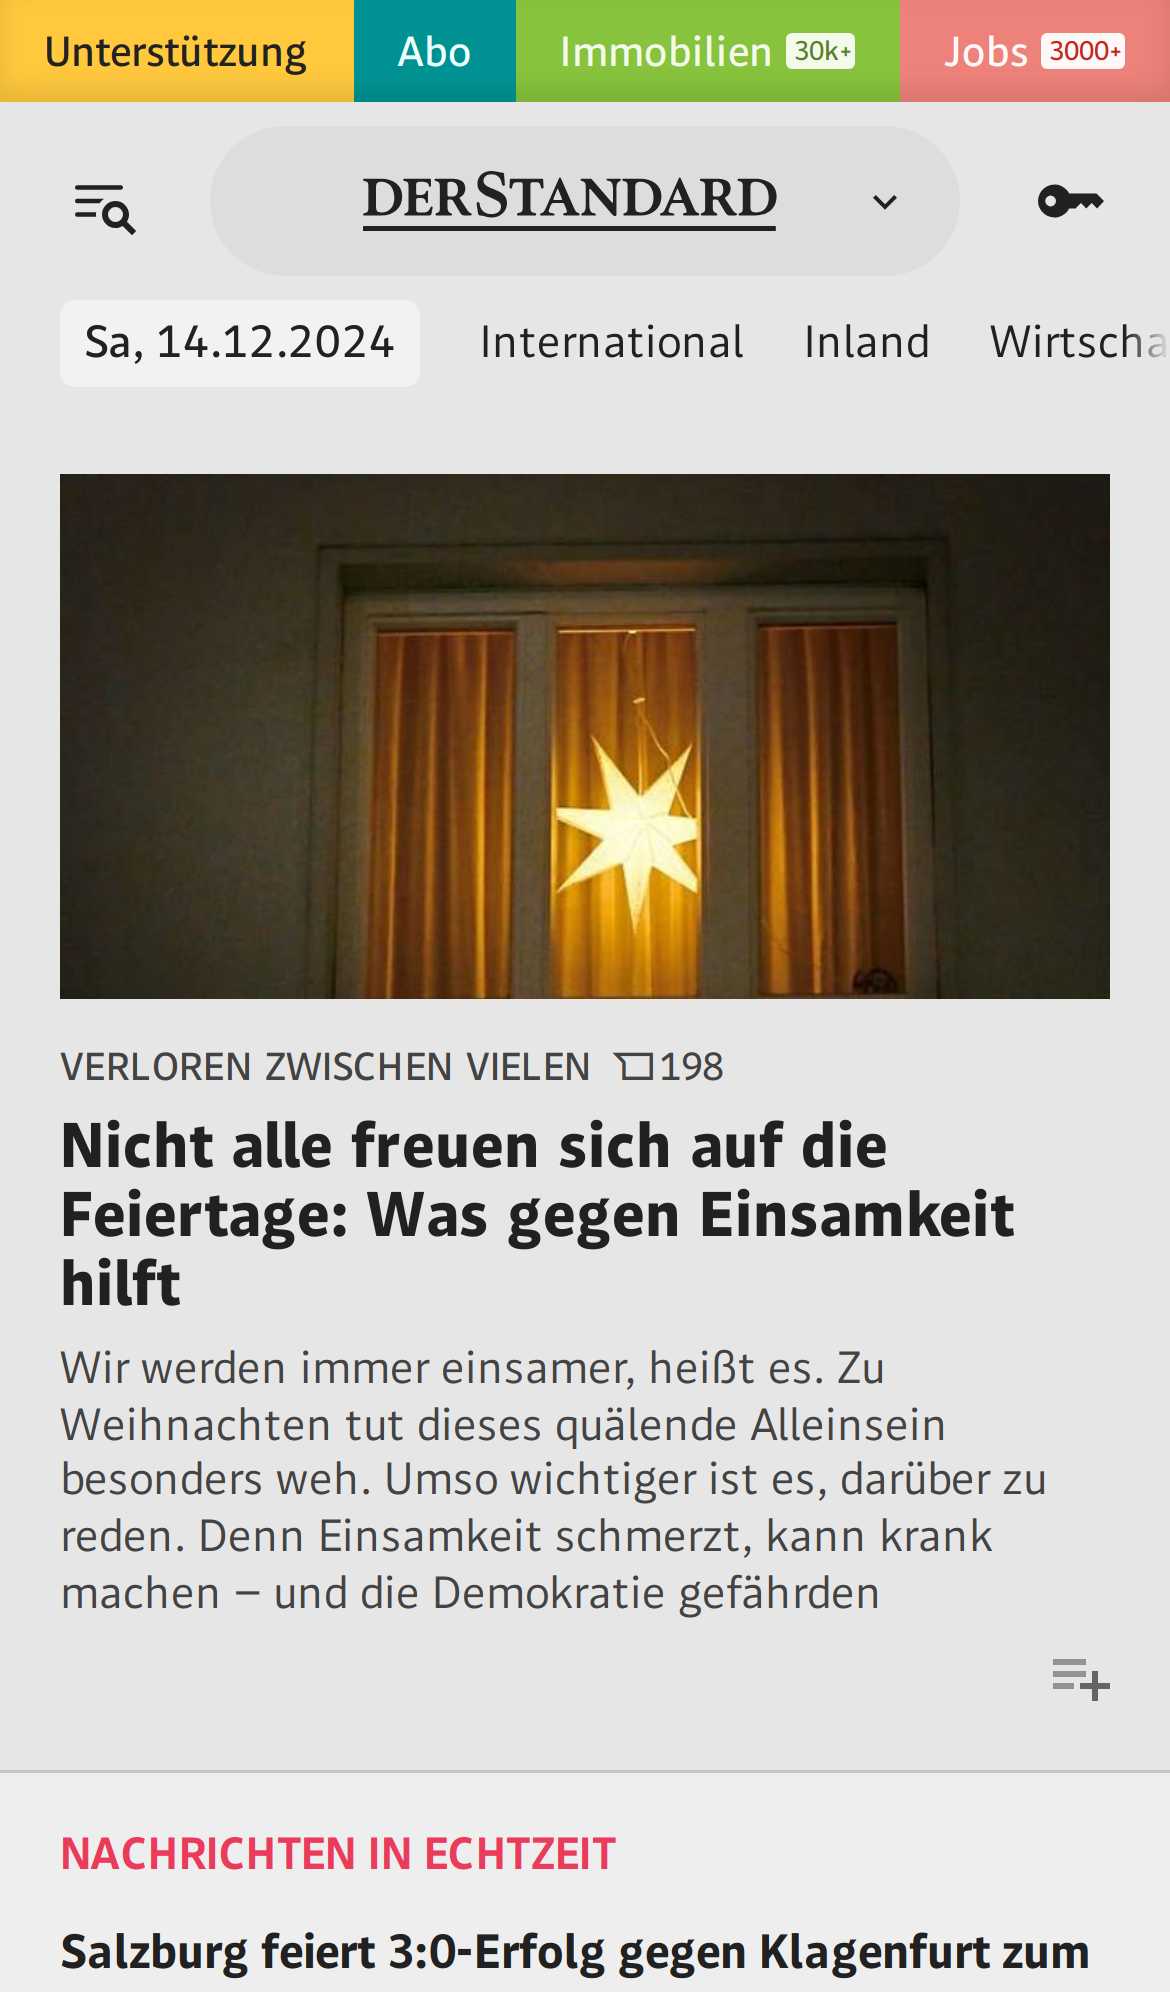 Unterstützung Abo Immobilien 30k+ Jobs 3000+
DERSTANDARD
Sa, 14.12.2024 International Inland Wirtscha
VERLOREN ZWISCHEN VIELEN 198
Nicht alle freuen sich auf die
Feiertage: Was gegen Einsamkeit
hilft
Wir werden immer einsamer, heißt es. Zu
Weihnachten tut dieses quälende Alleinsein
besonders weh. Umso wichtiger ist es, darüber zu
reden. Denn Einsamkeit schmerzt, kann krank
machen – und die Demokratie gefährden
NACHRICHTEN IN ECHTZEIT
Salzburg feiert 3:0-Erfolg gegen Klagenfurt zum